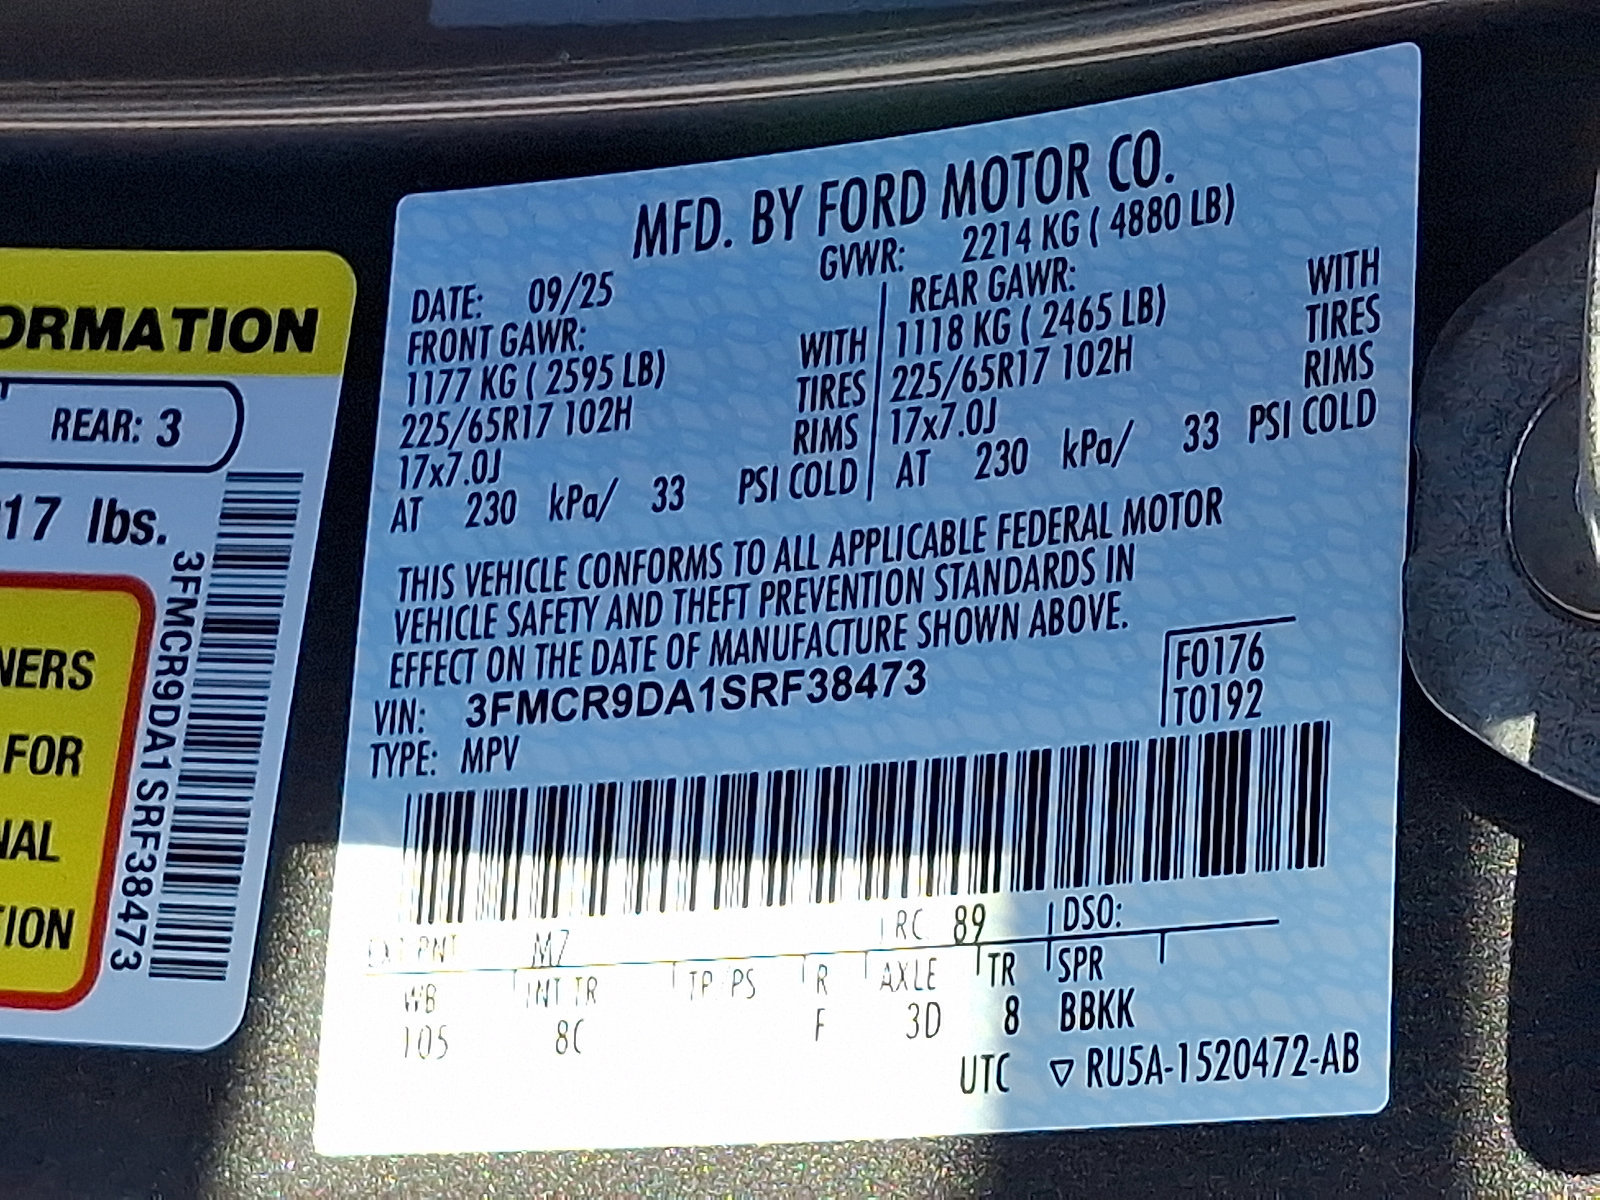 ORMATION
REAR: 3
17 lbs.
3FMCR9DA1SRF38473
NERS
FOR
NAL
TION
MFD. BY FORD MOTOR CO.
DATE: 09/25 GVWR: 2214 KG ( 4880 LB)
FRONT GAWR: REAR GAWR:
1177 KG ( 2595 LB) WITH 1118 KG ( 2465 LB) WITH
225/65R17 102H TIRES 225/65R17 102H TIRES
17x7.0J RIMS 17x7.0J RIMS
AT 230 kPa/ 33 PSI COLD AT 230 kPa/ 33 PSI COLD
THIS VEHICLE CONFORMS TO ALL APPLICABLE FEDERAL MOTOR
VEHICLE SAFETY AND THEFT PREVENTION STANDARDS IN
EFFECT ON THE DATE OF MANUFACTURE SHOWN ABOVE.
VIN: 3FMCR9DA1SRF38473 F0176
TYPE: MPV T0192
EXT PNT M7 RC 89 DSO:
WB INT TR TP/PS R AXLE TR SPR
105 8C F 3D 8 BBKK
UTC ▽ RU5A-1520472-AB